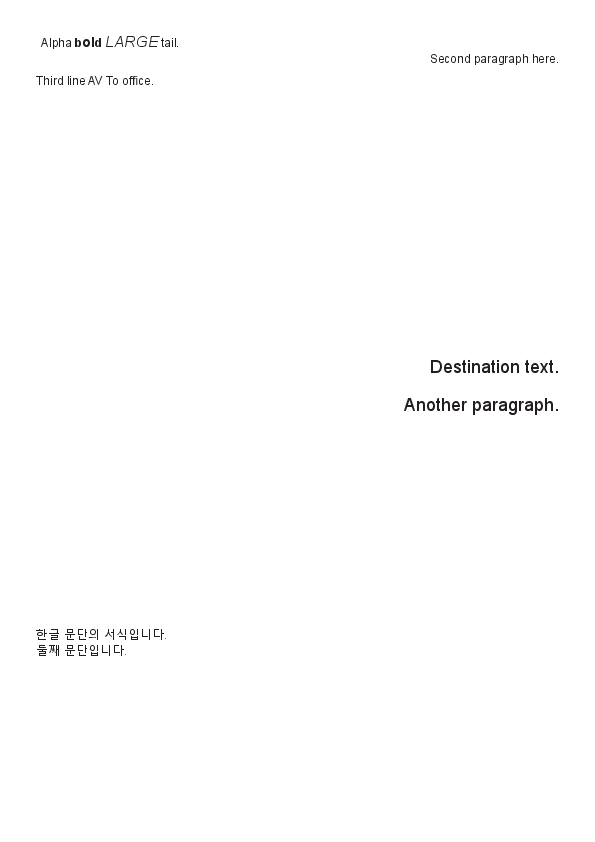 Alpha bold LARGE tail.
Second paragraph here.
Third line AV To office.
Destination text.
Another paragraph.
한글 문단의 서식입니다.
둘째 문단입니다.